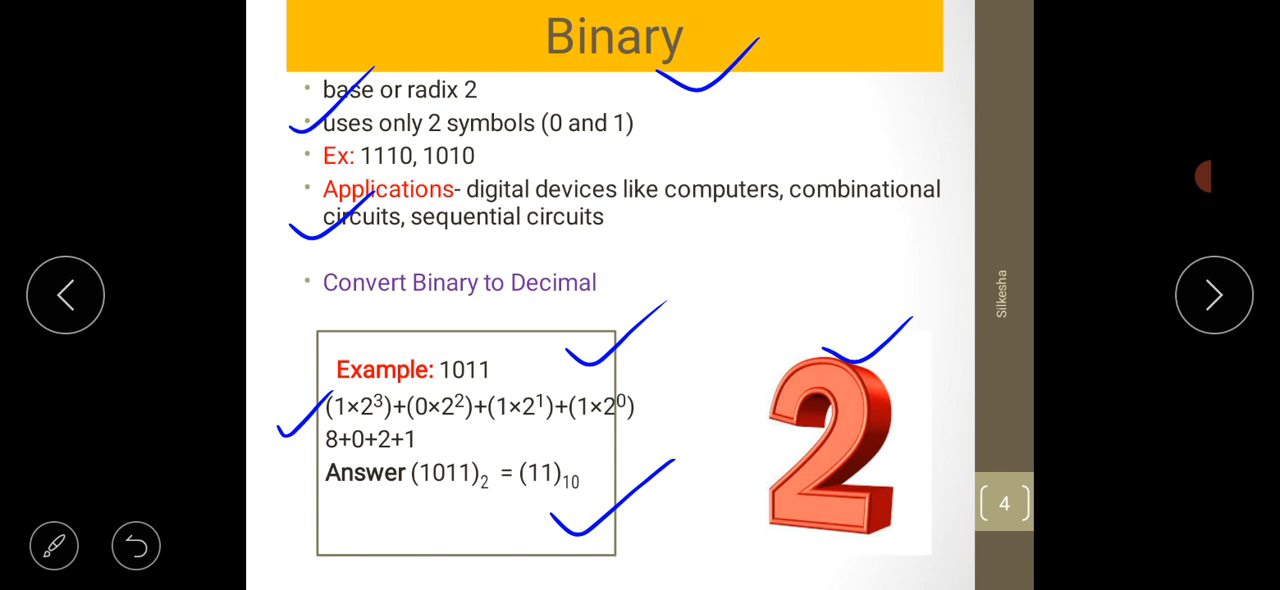 Binary
• base or radix 2
• uses only 2 symbols (0 and 1)
• Ex: 1110, 1010
• Applications- digital devices like computers, combinational
circuits, sequential circuits
• Convert Binary to Decimal
Example: 1011
(1×2³)+(0×2²)+(1×2¹)+(1×2⁰)
8+0+2+1
Answer (1011)₂ = (11)₁₀
2
Silkesha
4